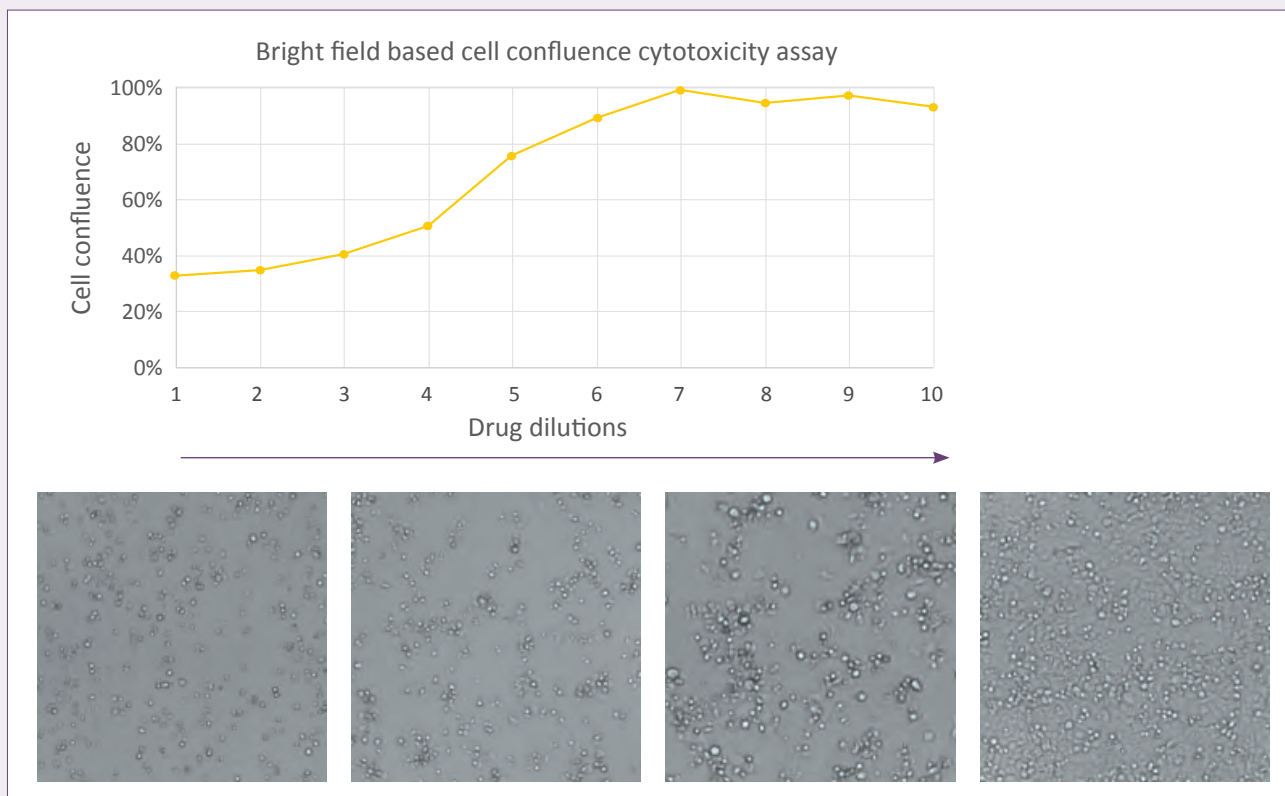 Bright field based cell confluence cytotoxicity assay
100%
80%
60%
40%
20%
0%
Cell confluence
1 2 3 4 5 6 7 8 9 10
Drug dilutions